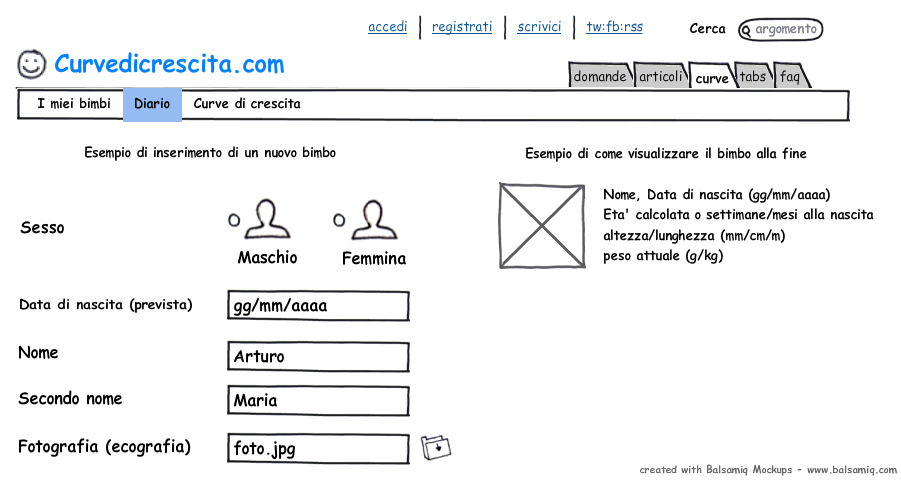 accedi registrati scrivici tw:fb:rss Cerca argomento
Curvedicrescita.com
domande articoli curve tabs faq
I miei bimbi Diario Curve di crescita
Esempio di inserimento di un nuovo bimbo
Esempio di come visualizzare il bimbo alla fine
Sesso
Maschio Femmina
Nome, Data di nascita (gg/mm/aaaa)
Eta' calcolata o settimane/mesi alla nascita
altezza/lunghezza (mm/cm/m)
peso attuale (g/kg)
Data di nascita (prevista) gg/mm/aaaa
Nome Arturo
Secondo nome Maria
Fotografia (ecografia) foto.jpg
created with Balsamiq Mockups - www.balsamiq.com